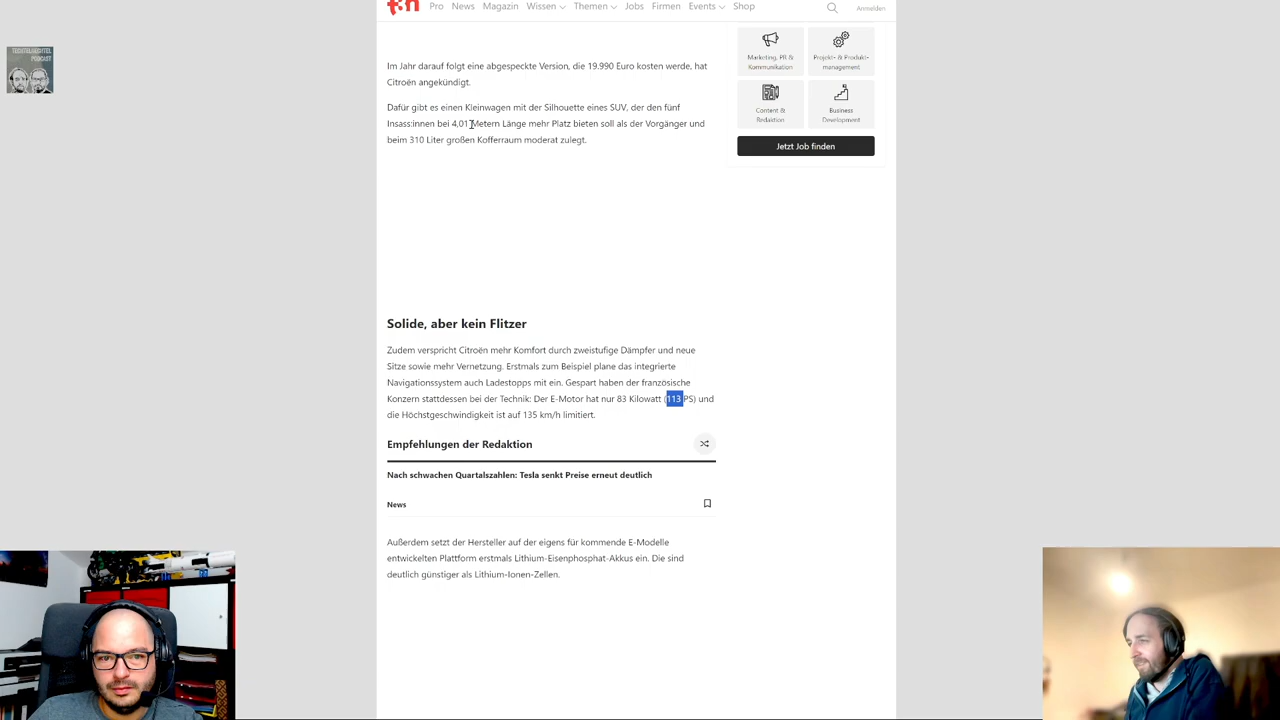 t3n Pro News Magazin Wissen Themen Jobs Firmen Events Shop Anmelden
TECHTELMECHTEL
PODCAST
Im Jahr darauf folgt eine abgespeckte Version, die 19.990 Euro kosten werde, hat
Citroën angekündigt.
Dafür gibt es einen Kleinwagen mit der Silhouette eines SUV, der den fünf
Insass:innen bei 4,01 Metern Länge mehr Platz bieten soll als der Vorgänger und
beim 310 Liter großen Kofferraum moderat zulegt.
Marketing, PR &
Kommunikation
Projekt- & Produkt-
management
Content &
Redaktion
Business
Development
Jetzt Job finden
Solide, aber kein Flitzer
Zudem verspricht Citroën mehr Komfort durch zweistufige Dämpfer und neue
Sitze sowie mehr Vernetzung. Erstmals zum Beispiel plane das integrierte
Navigationssystem auch Ladestopps mit ein. Gespart haben der französische
Konzern stattdessen bei der Technik: Der E-Motor hat nur 83 Kilowatt (113 PS) und
die Höchstgeschwindigkeit ist auf 135 km/h limitiert.
Empfehlungen der Redaktion
Nach schwachen Quartalszahlen: Tesla senkt Preise erneut deutlich
News
Außerdem setzt der Hersteller auf der eigens für kommende E-Modelle
entwickelten Plattform erstmals Lithium-Eisenphosphat-Akkus ein. Die sind
deutlich günstiger als Lithium-Ionen-Zellen.